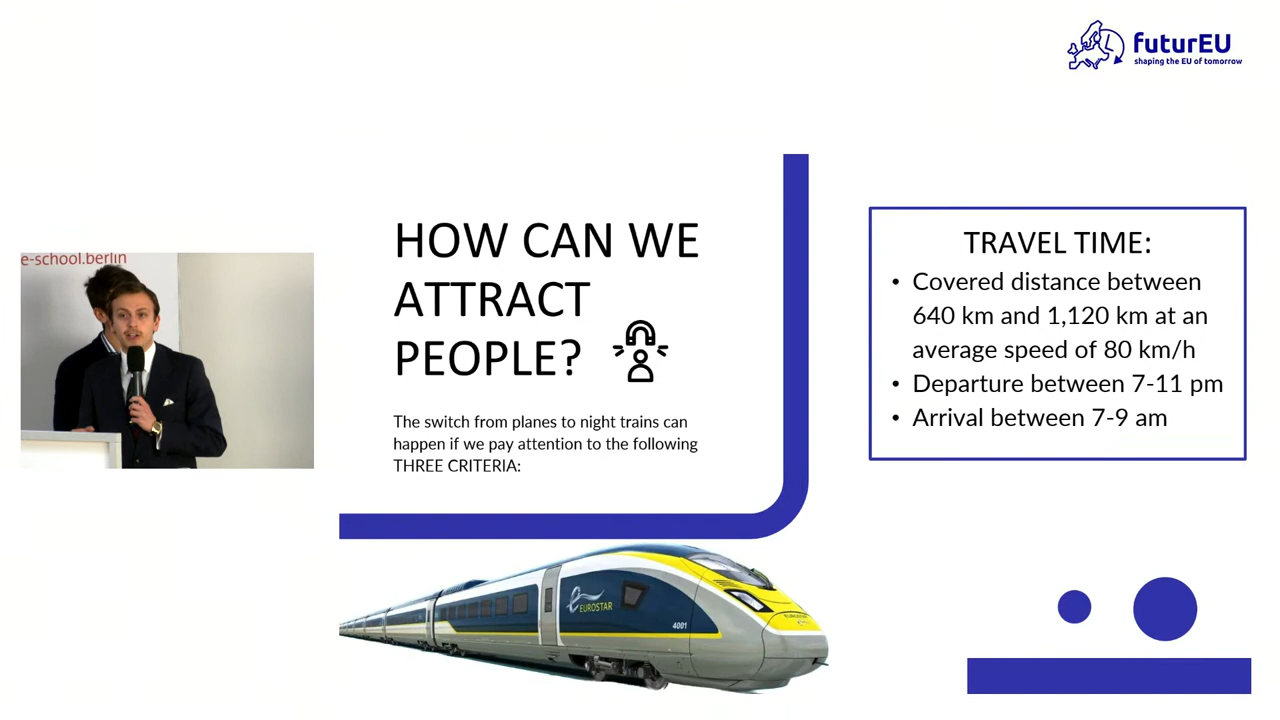 futurEU
shaping the EU of tomorrow
e-school.berlin
HOW CAN WE
ATTRACT
PEOPLE?
The switch from planes to night trains can
happen if we pay attention to the following
THREE CRITERIA:
TRAVEL TIME:
• Covered distance between
640 km and 1,120 km at an
average speed of 80 km/h
• Departure between 7-11 pm
• Arrival between 7-9 am
EUROSTAR
4001